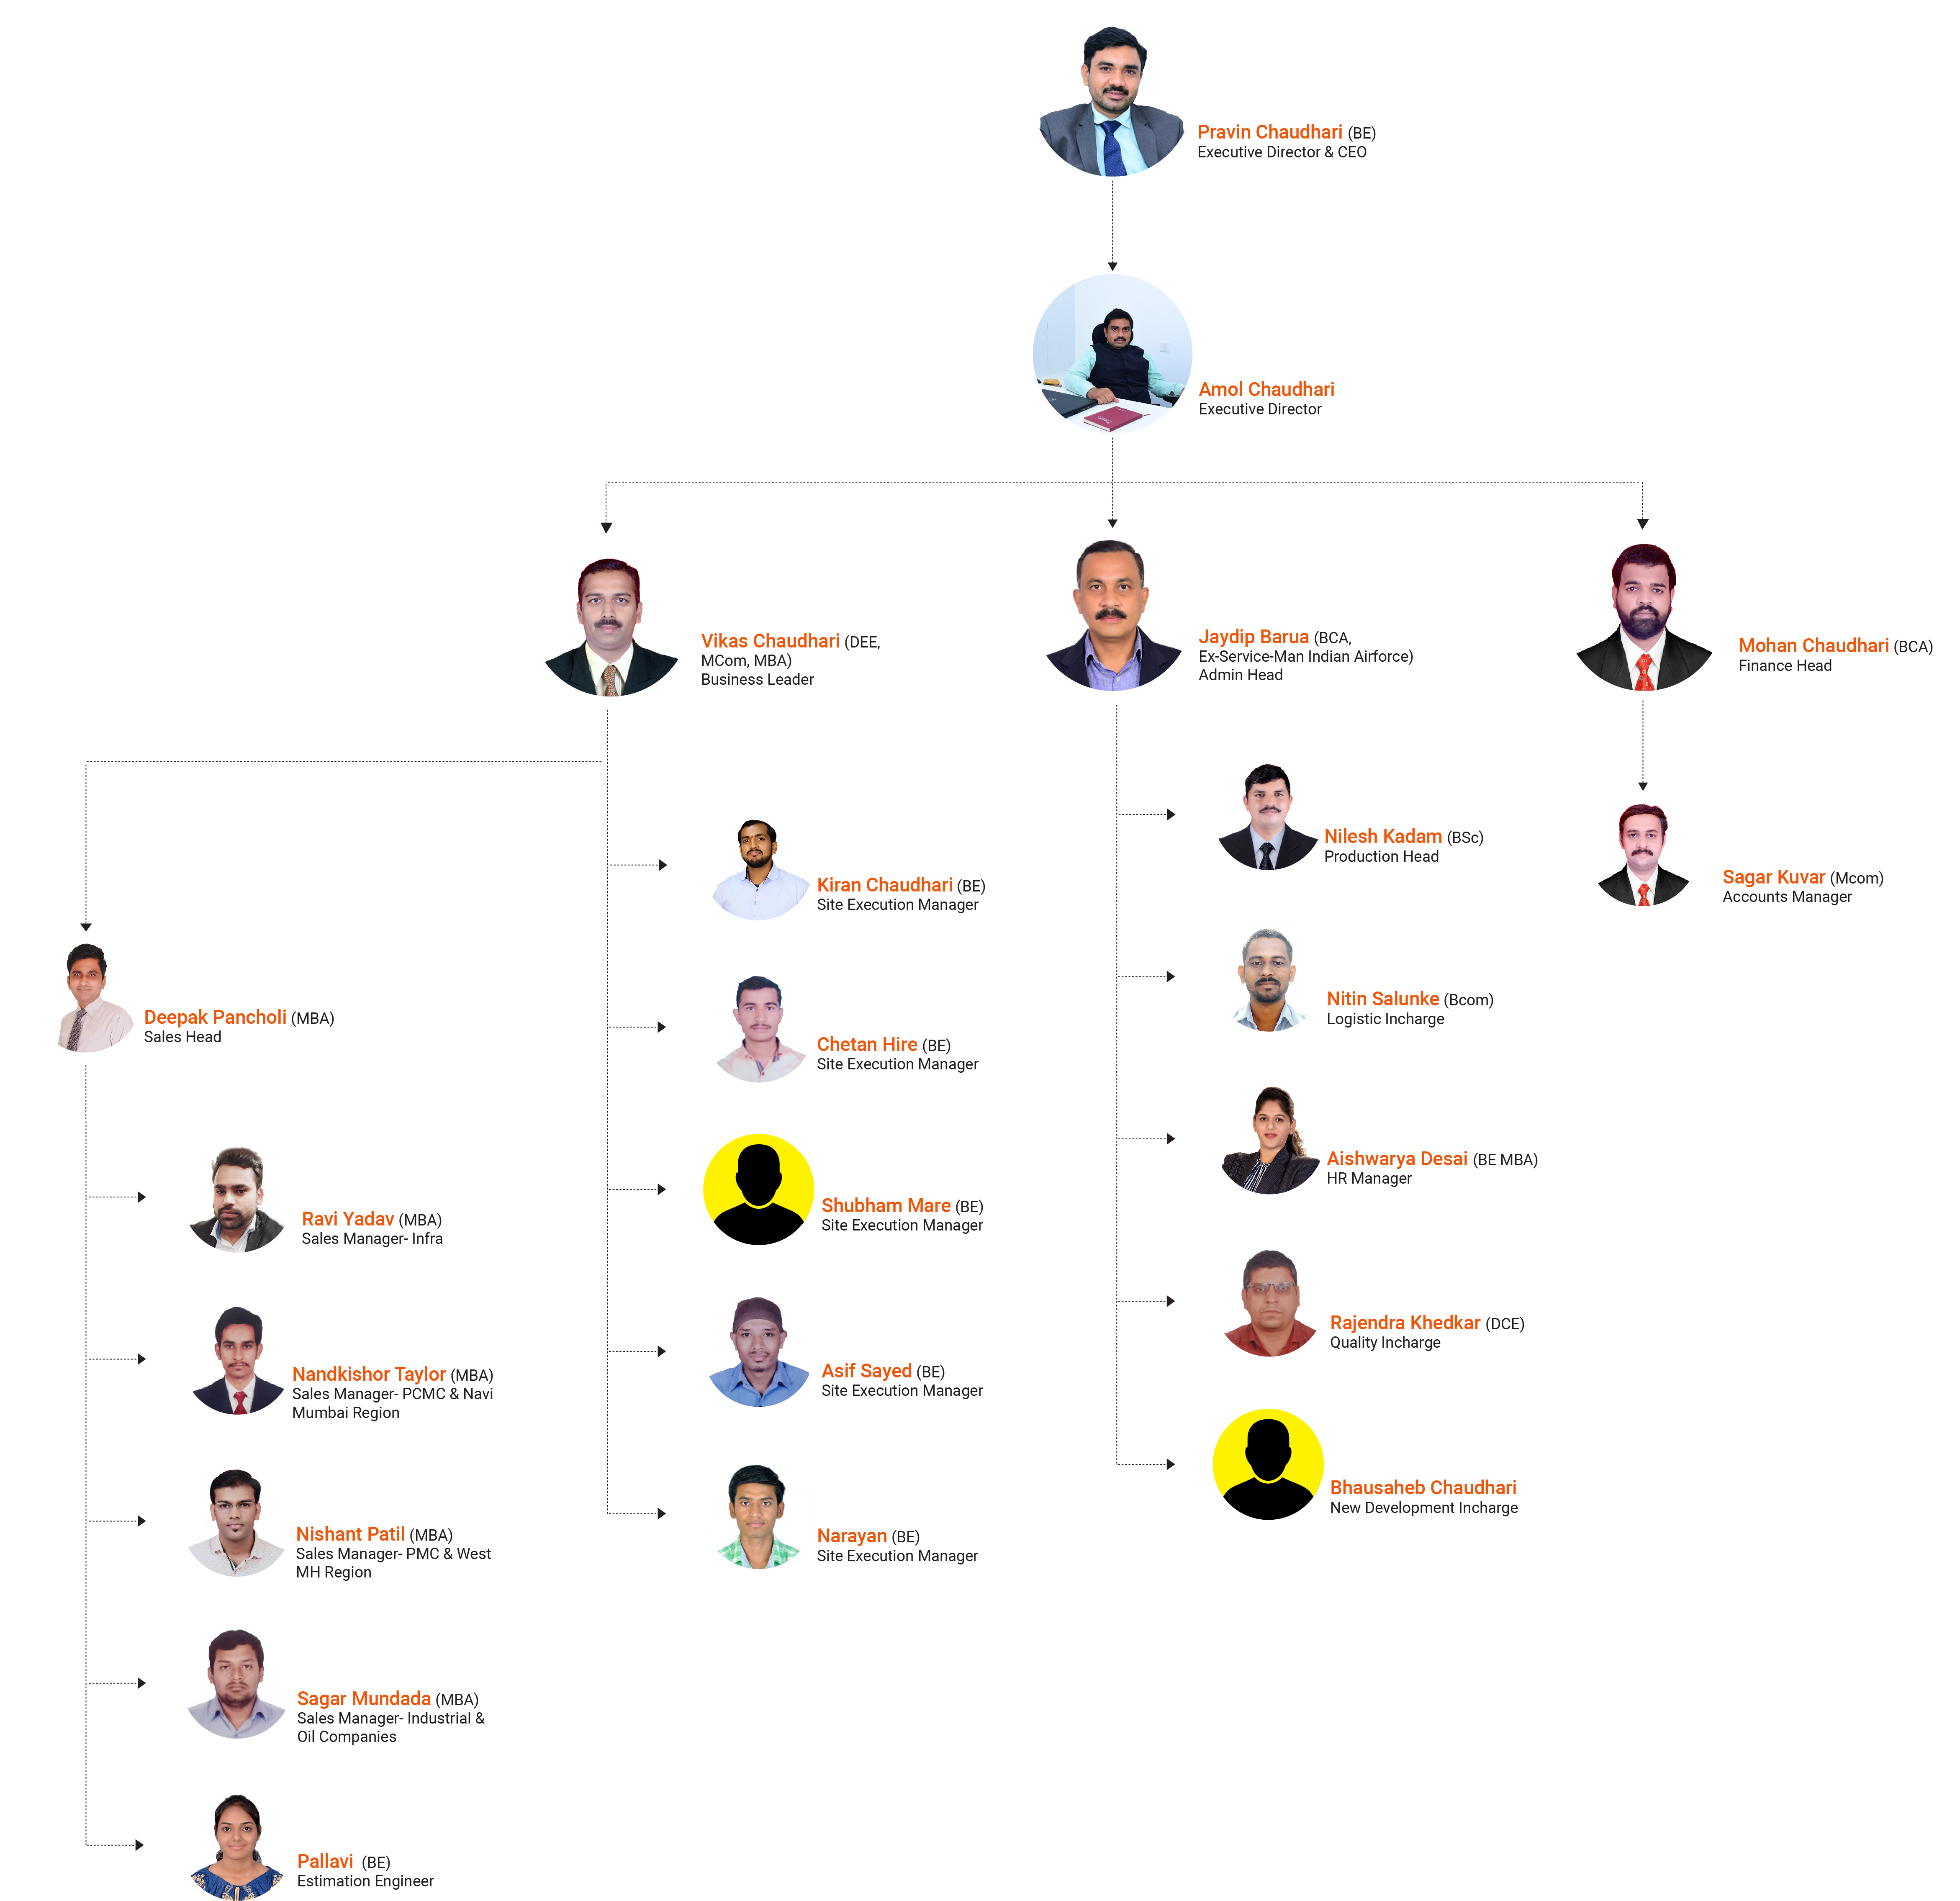 Pravin Chaudhari (BE)
Executive Director & CEO
Amol Chaudhari
Executive Director
Vikas Chaudhari (DEE,
MCom, MBA)
Business Leader
Jaydip Barua (BCA,
Ex-Service-Man Indian Airforce)
Admin Head
Mohan Chaudhari (BCA)
Finance Head
Deepak Pancholi (MBA)
Sales Head
Ravi Yadav (MBA)
Sales Manager- Infra
Nandkishor Taylor (MBA)
Sales Manager- PCMC & Navi
Mumbai Region
Nishant Patil (MBA)
Sales Manager- PMC & West
MH Region
Sagar Mundada (MBA)
Sales Manager- Industrial &
Oil Companies
Pallavi (BE)
Estimation Engineer
Kiran Chaudhari (BE)
Site Execution Manager
Chetan Hire (BE)
Site Execution Manager
Shubham Mare (BE)
Site Execution Manager
Asif Sayed (BE)
Site Execution Manager
Narayan (BE)
Site Execution Manager
Nilesh Kadam (BSc)
Production Head
Nitin Salunke (Bcom)
Logistic Incharge
Aishwarya Desai (BE MBA)
HR Manager
Rajendra Khedkar (DCE)
Quality Incharge
Bhausaheb Chaudhari
New Development Incharge
Sagar Kuvar (Mcom)
Accounts Manager